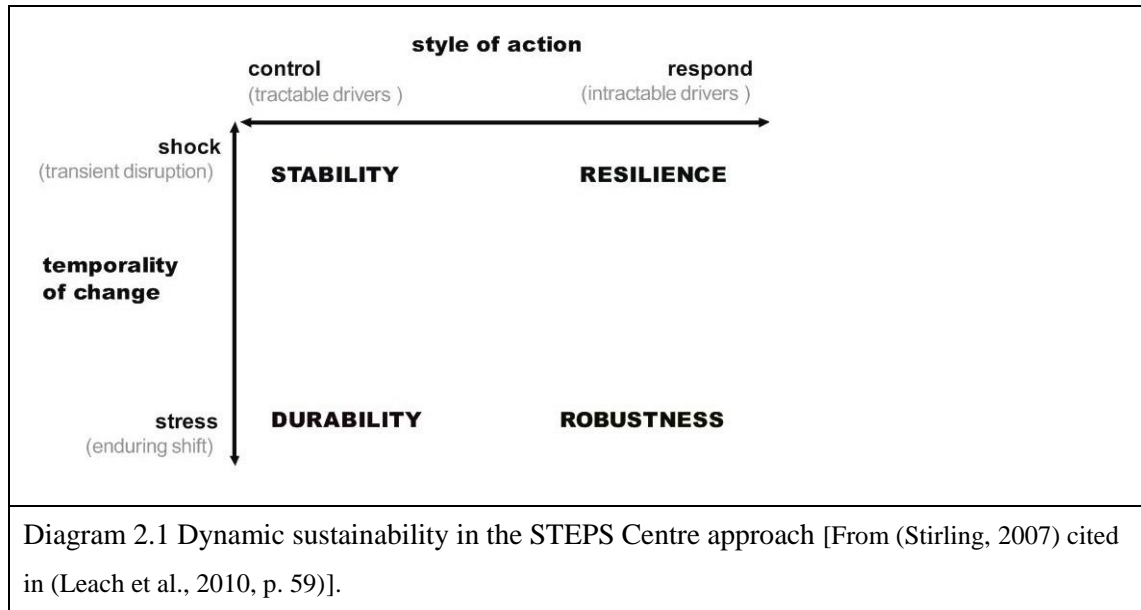 style of action
control respond
(tractable drivers ) (intractable drivers )
shock
(transient disruption)
STABILITY RESILIENCE
temporality
of change
stress DURABILITY ROBUSTNESS
(enduring shift)
Diagram 2.1 Dynamic sustainability in the STEPS Centre approach [From (Stirling, 2007) cited
in (Leach et al., 2010, p. 59)].